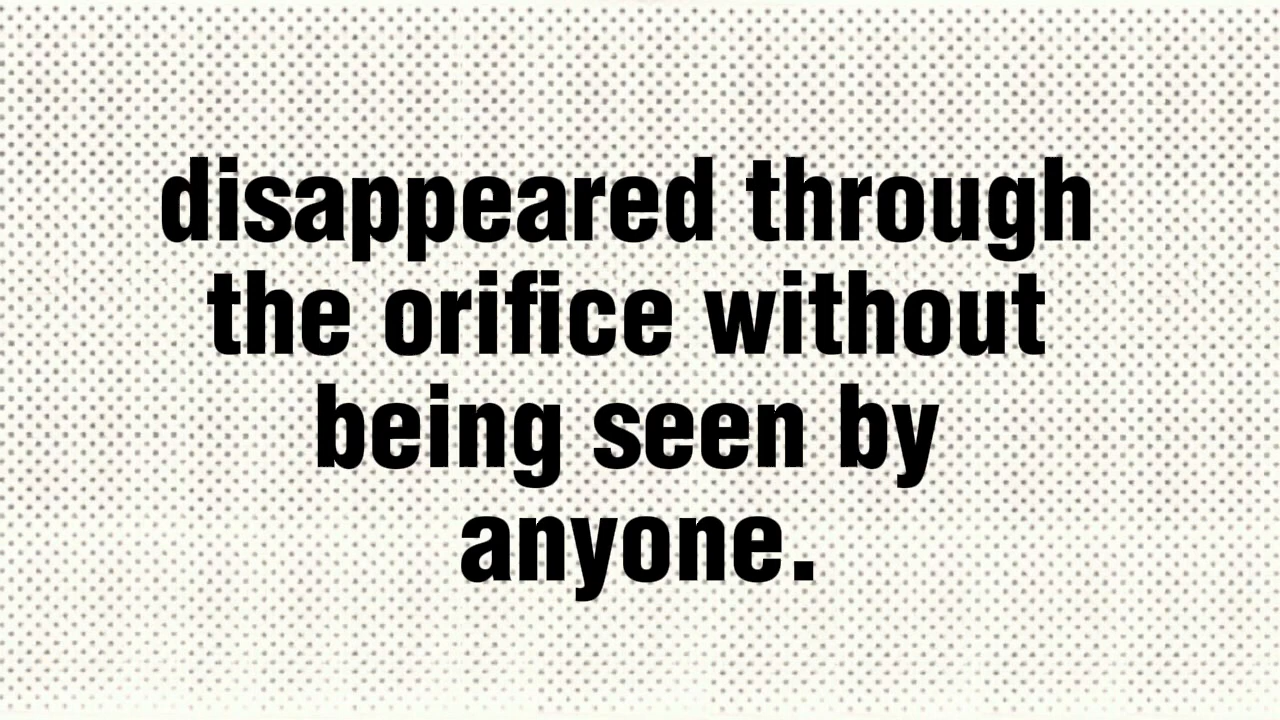 disappeared through
the orifice without
being seen by
anyone.